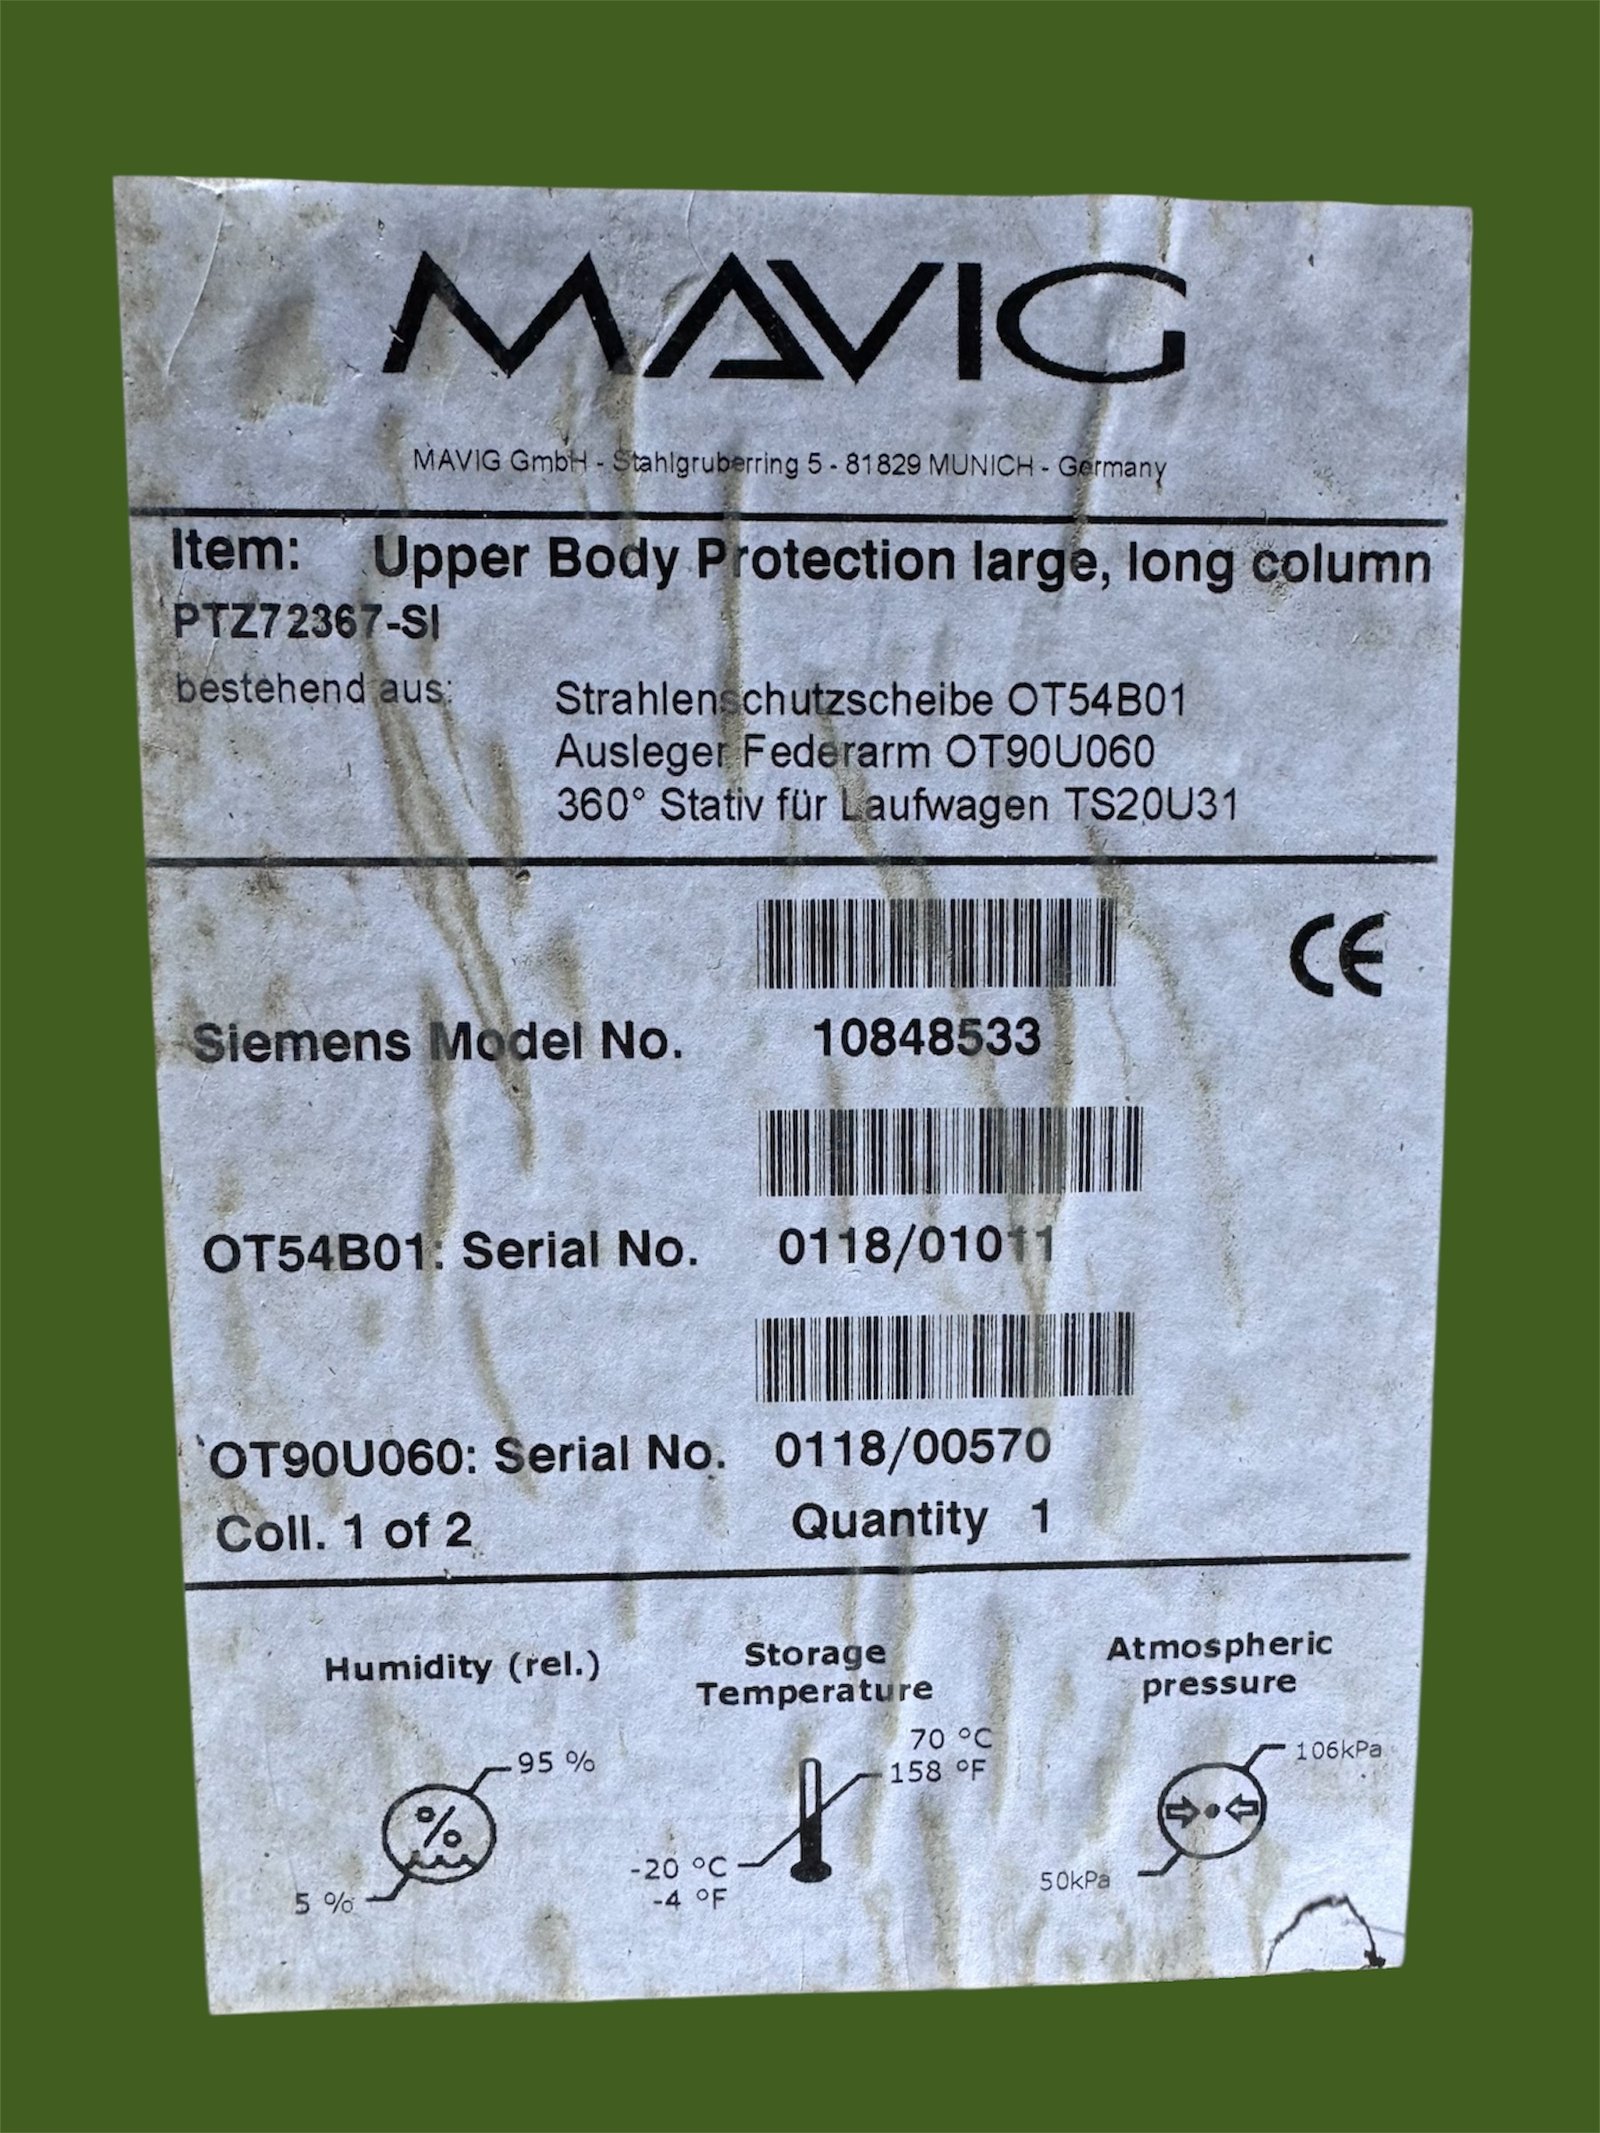 MAVIG
MAVIG GmbH - Stahlgruberring 5 - 81829 MUNICH - Germany
Item: Upper Body Protection large, long column
PTZ72367-SI
bestehend aus: Strahlenschutzscheibe OT54B01
Ausleger Federarm OT90U060
360° Stativ für Laufwagen TS20U31
CE
Siemens Model No. 10848533
OT54B01: Serial No. 0118/01011
OT90U060: Serial No. 0118/00570
Coll. 1 of 2 Quantity 1
Humidity (rel.)
95 %
%
5 %
Storage
Temperature
70 °C
158 °F
-20 °C
-4 °F
Atmospheric
pressure
106kPa
50kPa